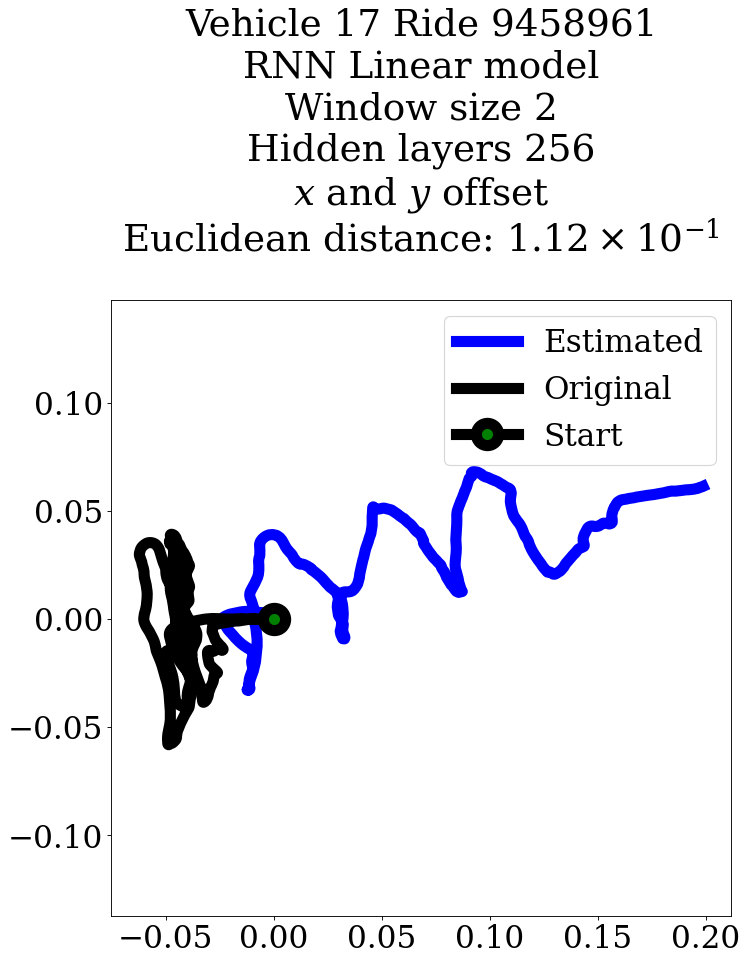 Vehicle 17 Ride 9458961
RNN Linear model
Window size 2
Hidden layers 256
x and y offset
Euclidean distance: 1.12 × 10⁻¹
Estimated
Original
Start
0.10
0.05
0.00
−0.05
−0.10
−0.05 0.00 0.05 0.10 0.15 0.20